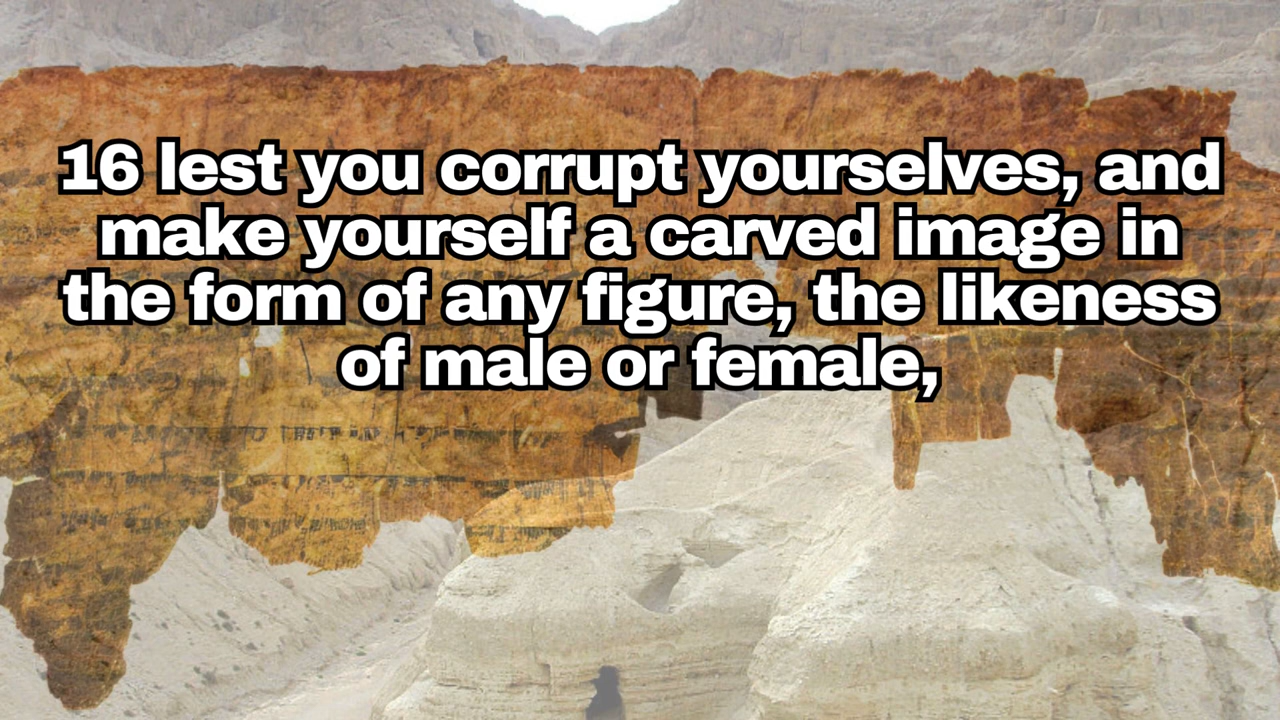 16 lest you corrupt yourselves, and
make yourself a carved image in
the form of any figure, the likeness
of male or female,